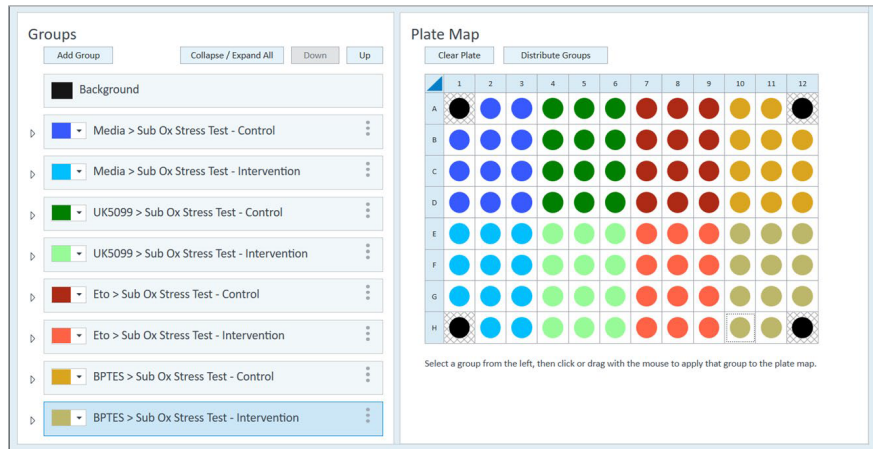 Groups
Add Group
Collapse / Expand All
Down
Up
Background
Media > Sub Ox Stress Test - Control
Media > Sub Ox Stress Test - Intervention
UK5099 > Sub Ox Stress Test - Control
UK5099 > Sub Ox Stress Test - Intervention
Eto > Sub Ox Stress Test - Control
Eto > Sub Ox Stress Test - Intervention
BPTES > Sub Ox Stress Test - Control
BPTES > Sub Ox Stress Test - Intervention
Plate Map
Clear Plate
Distribute Groups
1 2 3 4 5 6 7 8 9 10 11 12
A
B
C
D
E
F
G
H
Select a group from the left, then click or drag with the mouse to apply that group to the plate map.